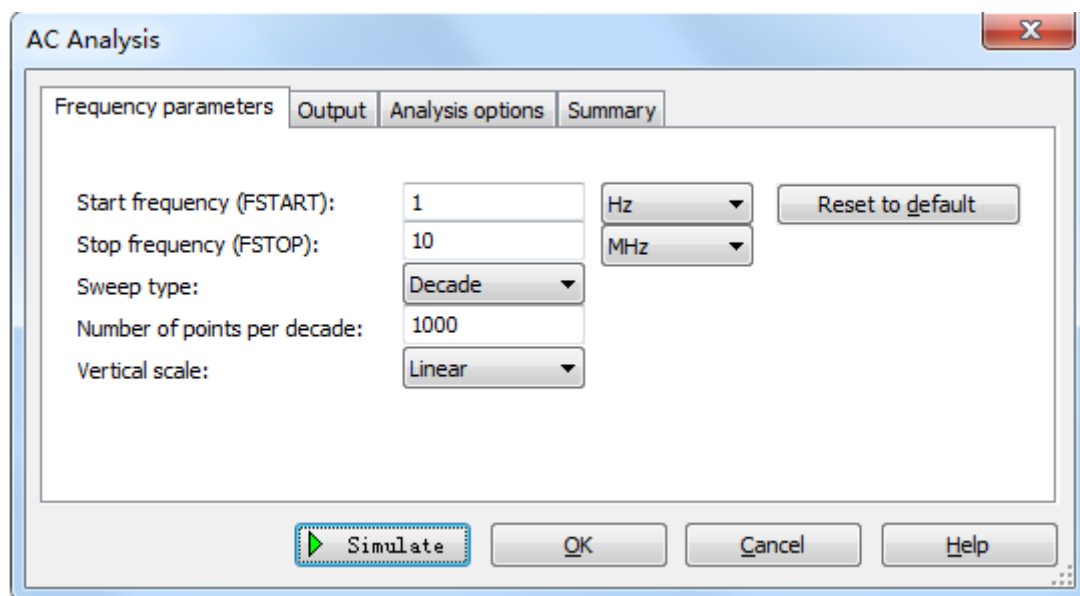 AC Analysis
Frequency parameters Output Analysis options Summary
Start frequency (FSTART): 1 Hz Reset to default
Stop frequency (FSTOP): 10 MHz
Sweep type: Decade
Number of points per decade: 1000
Vertical scale: Linear
Simulate OK Cancel Help